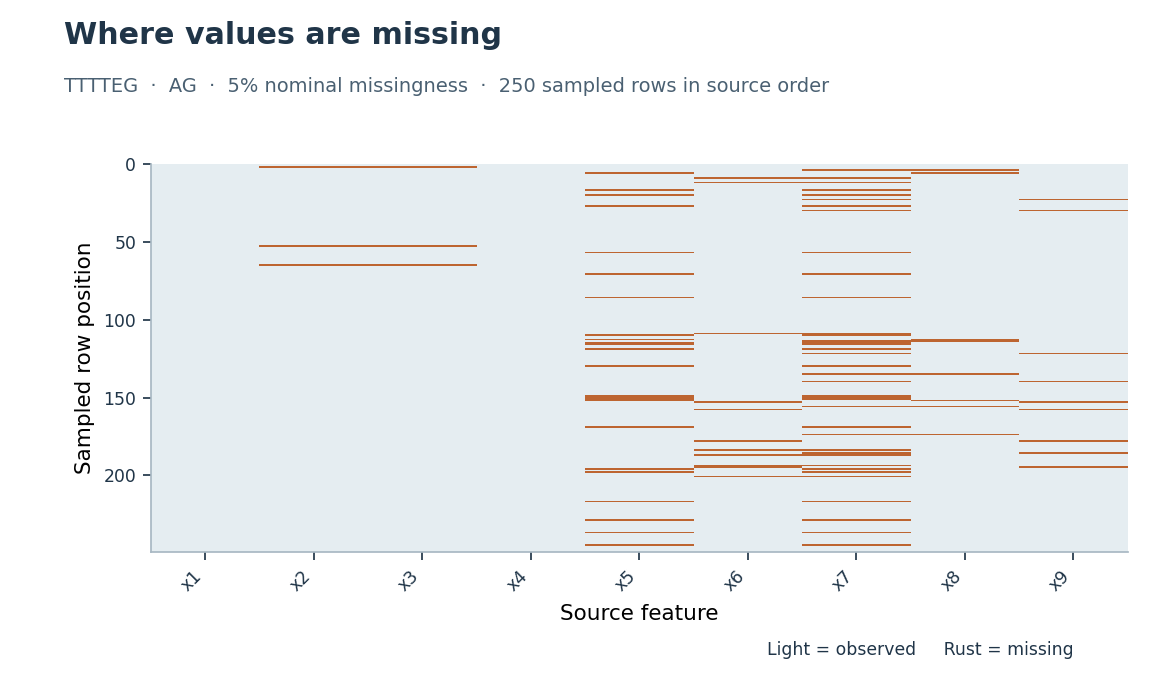 Where values are missing
TTTTEG · AG · 5% nominal missingness · 250 sampled rows in source order
0
50
100
150
200
Sampled row position
x1 x2 x3 x4 x5 x6 x7 x8 x9
Source feature
Light = observed Rust = missing